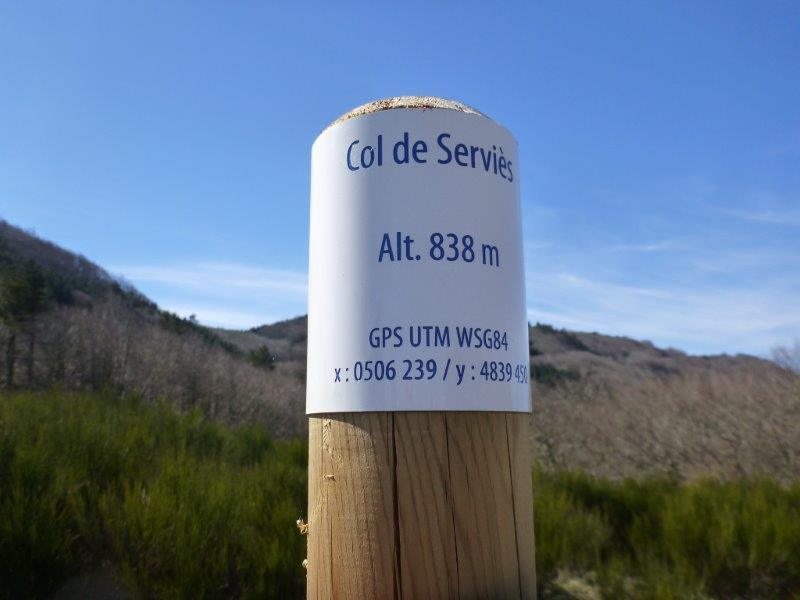 Col de Serviès
Alt. 838 m
GPS UTM WSG84
x : 0506 239 / y : 4839 450